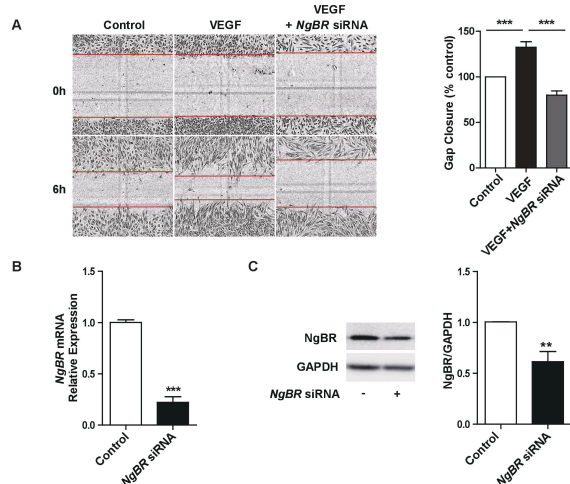 A
Control
VEGF
VEGF
+ NgBR siRNA
0h
6h
Gap Closure (% control)
150
100
50
0
***
***
Control
VEGF
VEGF+NgBR siRNA
B
NgBR mRNA
Relative Expression
1.5
1.0
0.5
0.0
***
Control
NgBR siRNA
C
NgBR
GAPDH
NgBR siRNA - +
NgBR/GAPDH
1.5
1.0
0.5
0.0
**
Control
NgBR siRNA